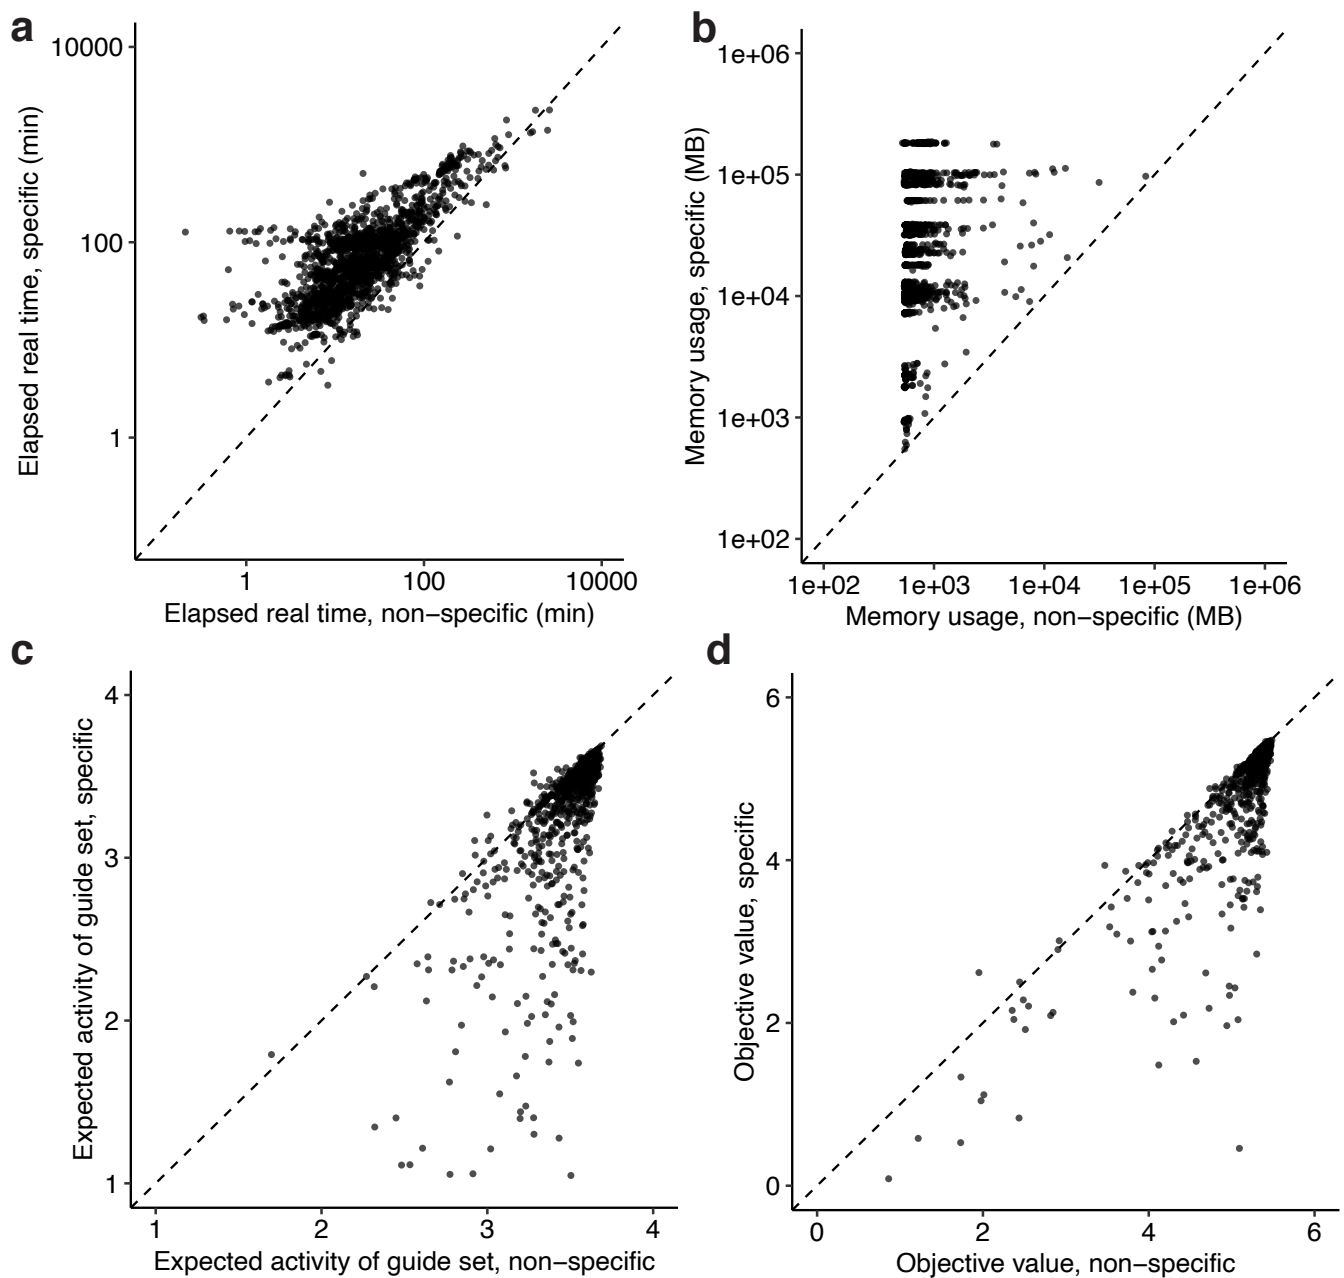 a
10000
100
1
Elapsed real time, specific (min)
1
100
10000
Elapsed real time, non−specific (min)
b
1e+06
1e+05
1e+04
1e+03
1e+02
Memory usage, specific (MB)
1e+02
1e+03
1e+04
1e+05
1e+06
Memory usage, non−specific (MB)
c
4
3
2
1
Expected activity of guide set, specific
1
2
3
4
Expected activity of guide set, non−specific
d
6
4
2
0
Objective value, specific
0
2
4
6
Objective value, non−specific